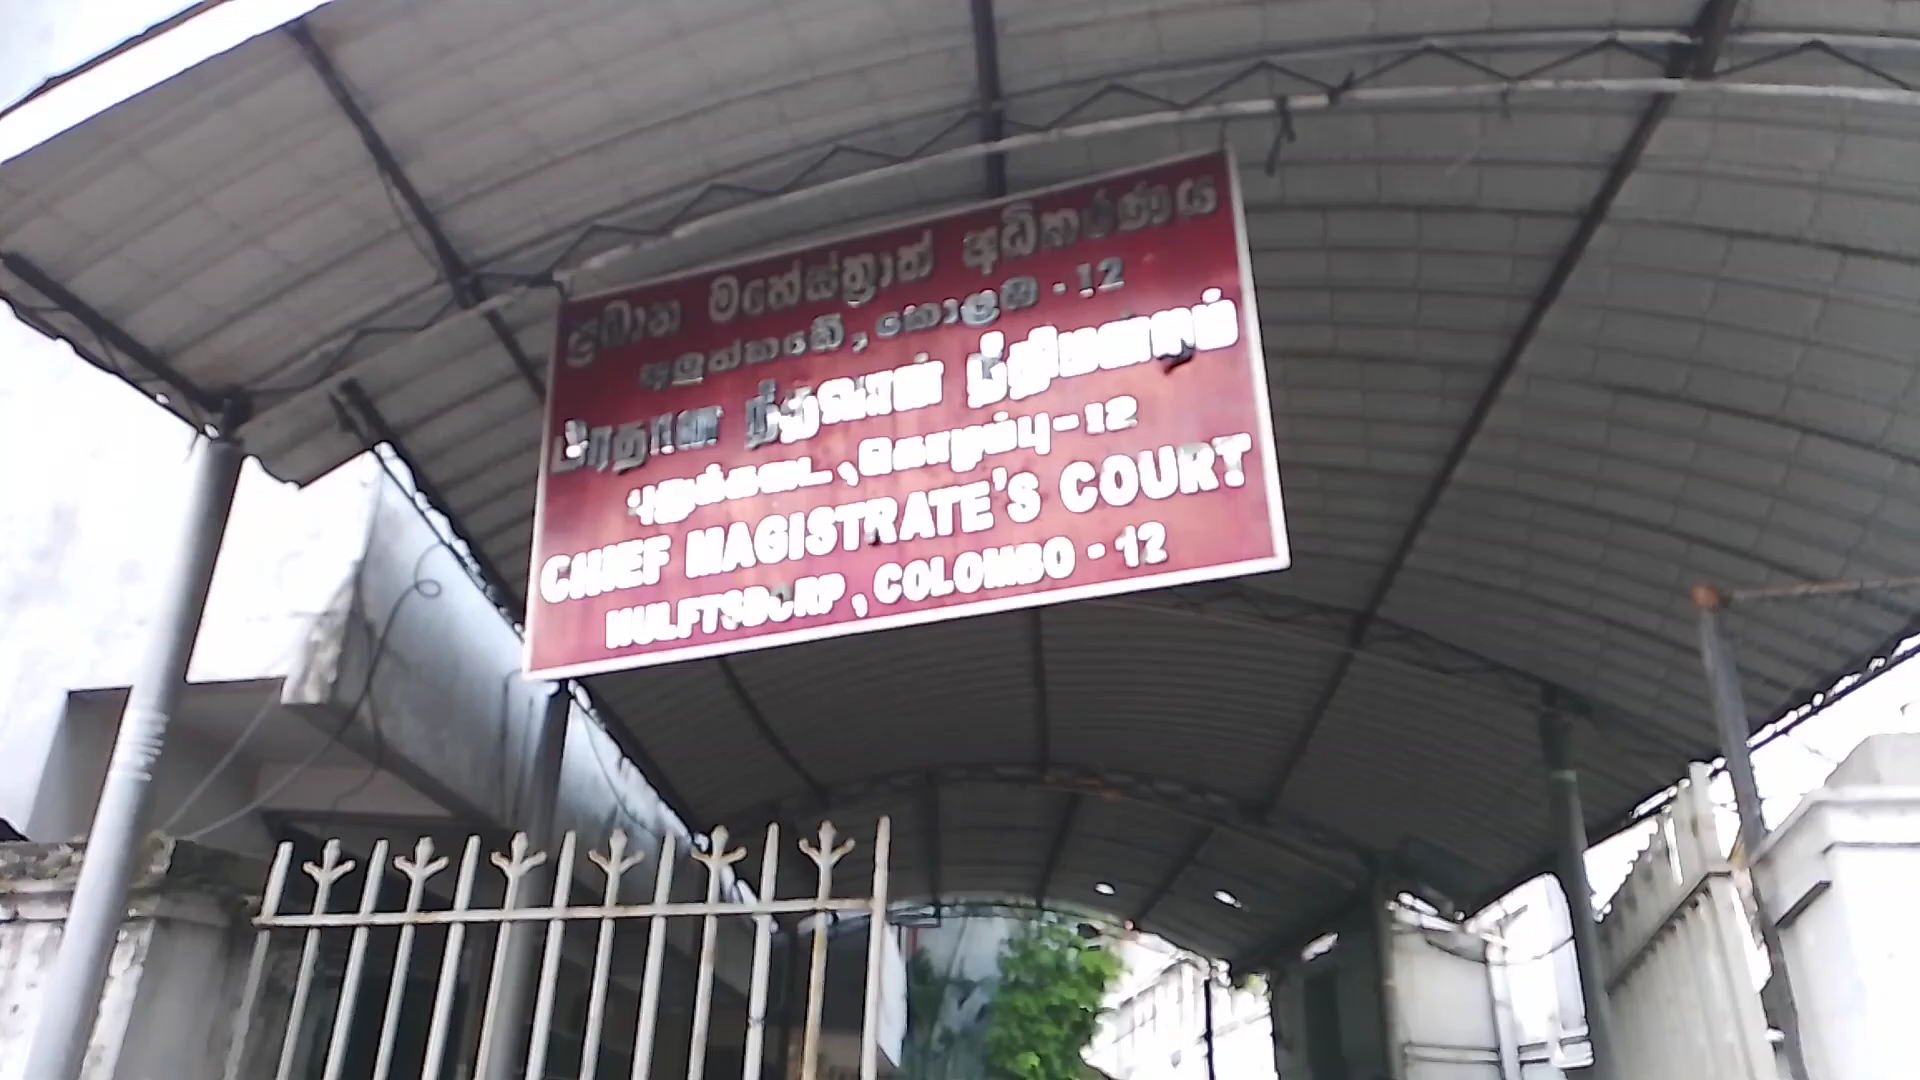 ප්‍රධාන මහේස්ත්‍රාත් අධිකරණය
අලුත්කඩේ, කොළඹ - 12
பிரதான நீதவான் நீதிமன்றம்
புதுக்கடை, கொழும்பு - 12
CHIEF MAGISTRATE'S COURT
HULFTSDORP, COLOMBO - 12